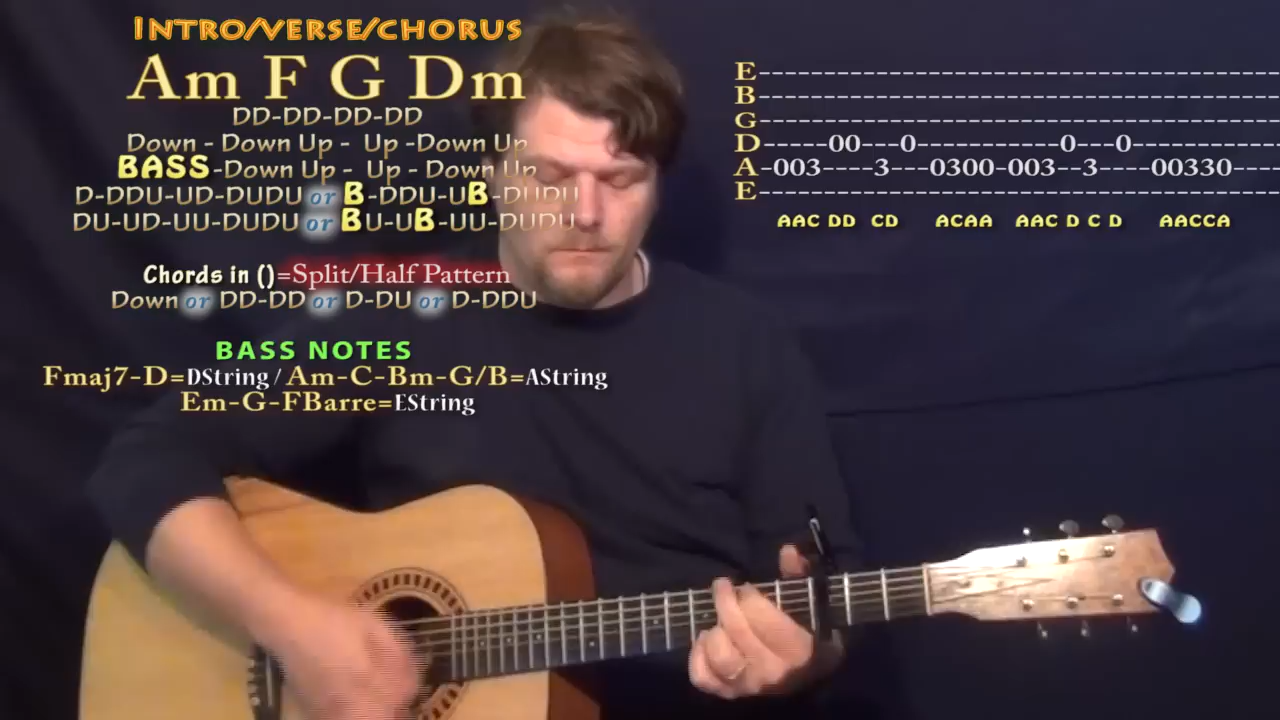 Intro/verse/chorus
Am F G Dm
DD-DD-DD-DD
Down - Down Up - Up -Down Up
BASS-Down Up - Up - Down Up
D-DDU-UD-DUDU or B-DDU-UB-DUDU
DU-UD-UU-DUDU or BU-UB-UU-DUDU
Chords in ()=Split/Half Pattern
Down or DD-DD or D-DU or D-DDU
BASS NOTES
Fmaj7-D=DString / Am-C-Bm-G/B=AString
Em-G-FBarre=EString
E------------------------------------------------
B------------------------------------------------
G------------------------------------------------
D------00---0-------------0---0--------------
A-003----3---0300-003--3----00330----
E------------------------------------------------
AAC DD CD ACAA AAC D C D AACCA